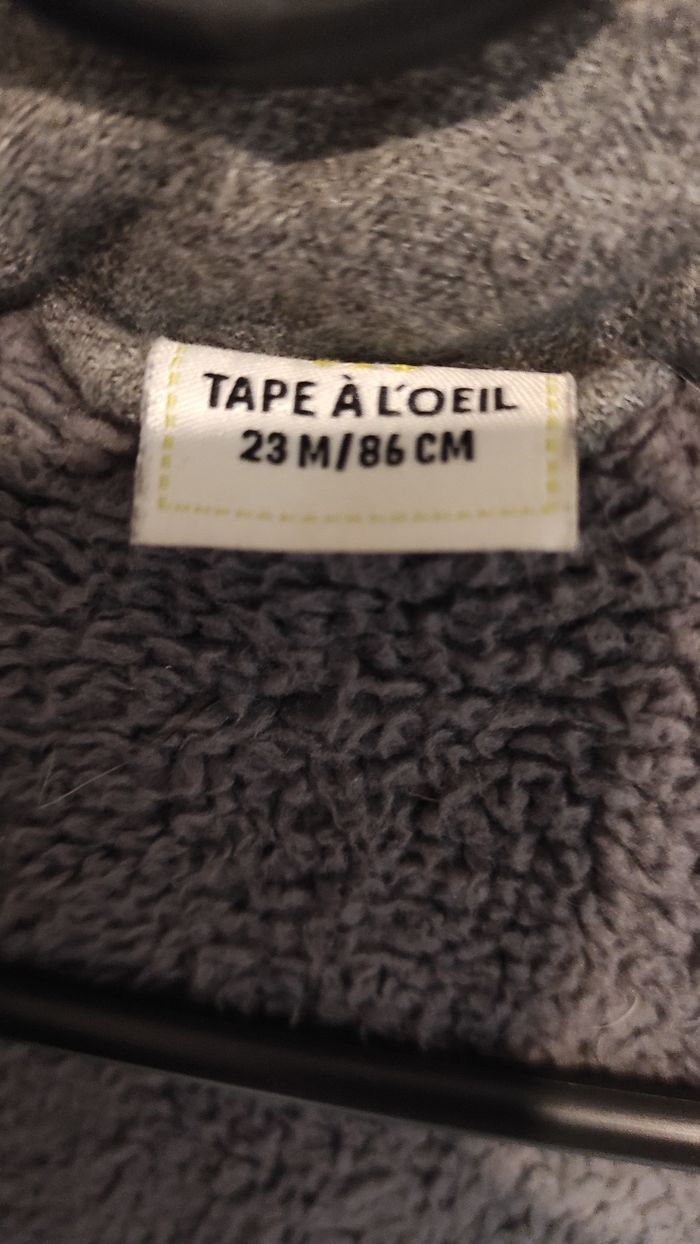 TAPE À L'OEIL
23 M/86 CM